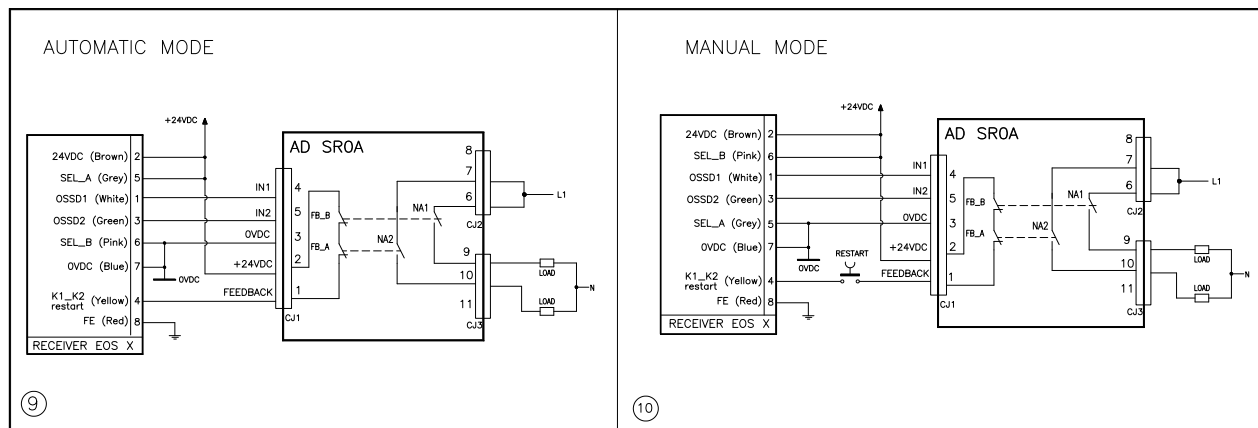 AUTOMATIC MODE
+24VDC
24VDC (Brown) 2
SEL_A (Grey) 5
OSSD1 (White) 1
OSSD2 (Green) 3
SEL_B (Pink) 6
0VDC (Blue) 7
K1_K2 restart (Yellow) 4
FE (Red) 8
RECEIVER EOS X
0VDC
IN1
IN2
0VDC
+24VDC
FEEDBACK
4
5
3
2
1
CJ1
AD SR0A
FB_B
FB_A
NA1
NA2
8
7
6
CJ2
9
10
11
CJ3
L1
LOAD
LOAD
N
9
MANUAL MODE
+24VDC
24VDC (Brown) 2
SEL_B (Pink) 6
OSSD1 (White) 1
OSSD2 (Green) 3
SEL_A (Grey) 5
0VDC (Blue) 7
K1_K2 restart (Yellow) 4
FE (Red) 8
RECEIVER EOS X
0VDC
RESTART
IN1
IN2
0VDC
+24VDC
FEEDBACK
4
5
3
2
1
CJ1
AD SR0A
FB_B
FB_A
NA1
NA2
8
7
6
CJ2
9
10
11
CJ3
L1
LOAD
LOAD
N
10